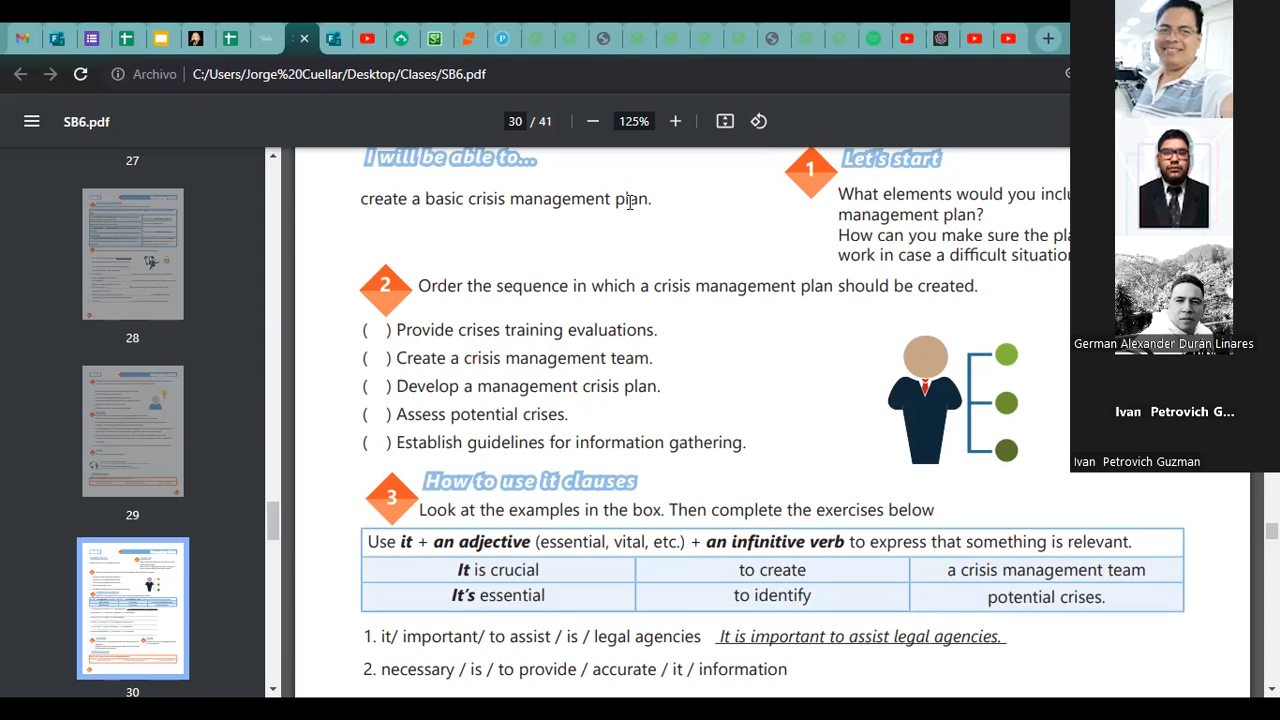 Archivo
C:/Users/Jorge%20Cuellar/Desktop/Clases/SB6.pdf
SB6.pdf
30 / 41
125%
27
28
29
30
I will be able to...
create a basic crisis management plan.
1
Let's start
What elements would you inclu
management plan?
How can you make sure the pla
work in case a difficult situation
2
Order the sequence in which a crisis management plan should be created.
( ) Provide crises training evaluations.
( ) Create a crisis management team.
( ) Develop a management crisis plan.
( ) Assess potential crises.
( ) Establish guidelines for information gathering.
3
How to use it clauses
Look at the examples in the box. Then complete the exercises below
Use it + an adjective (essential, vital, etc.) + an infinitive verb to express that something is relevant.
It is crucial to create a crisis management team
It's essential to identify potential crises.
1. it/ important/ to assist / is / legal agencies It is important to assist legal agencies.
2. necessary / is / to provide / accurate / it / information
German Alexander Durán Linares
Ivan Petrovich G...
Ivan Petrovich Guzman